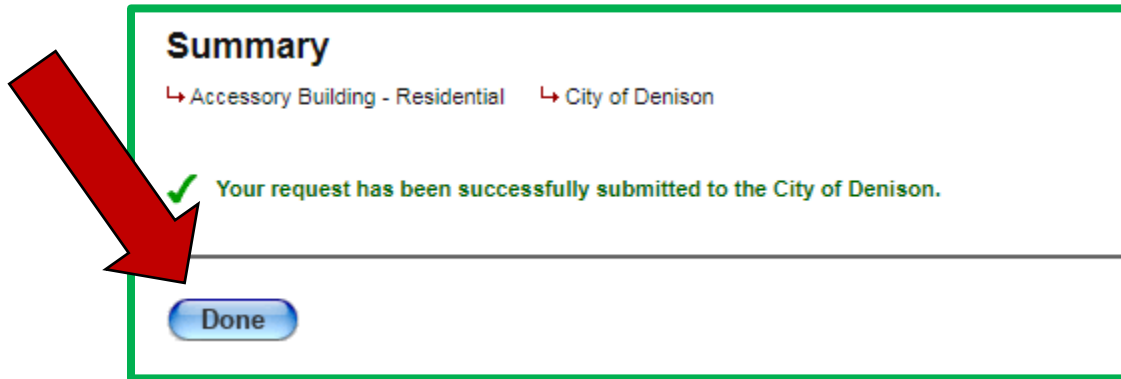 Summary
Accessory Building - Residential City of Denison
Your request has been successfully submitted to the City of Denison.
Done